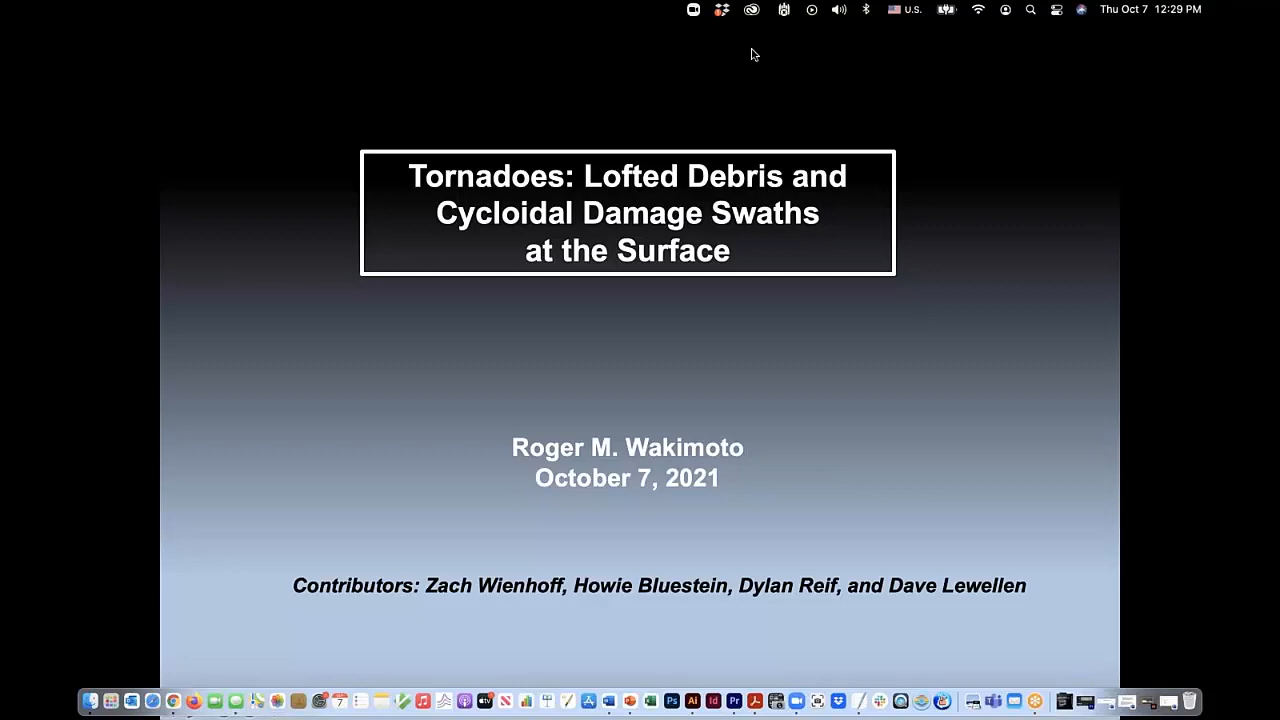 U.S. Thu Oct 7 12:29 PM
Tornadoes: Lofted Debris and
Cycloidal Damage Swaths
at the Surface
Roger M. Wakimoto
October 7, 2021
Contributors: Zach Wienhoff, Howie Bluestein, Dylan Reif, and Dave Lewellen